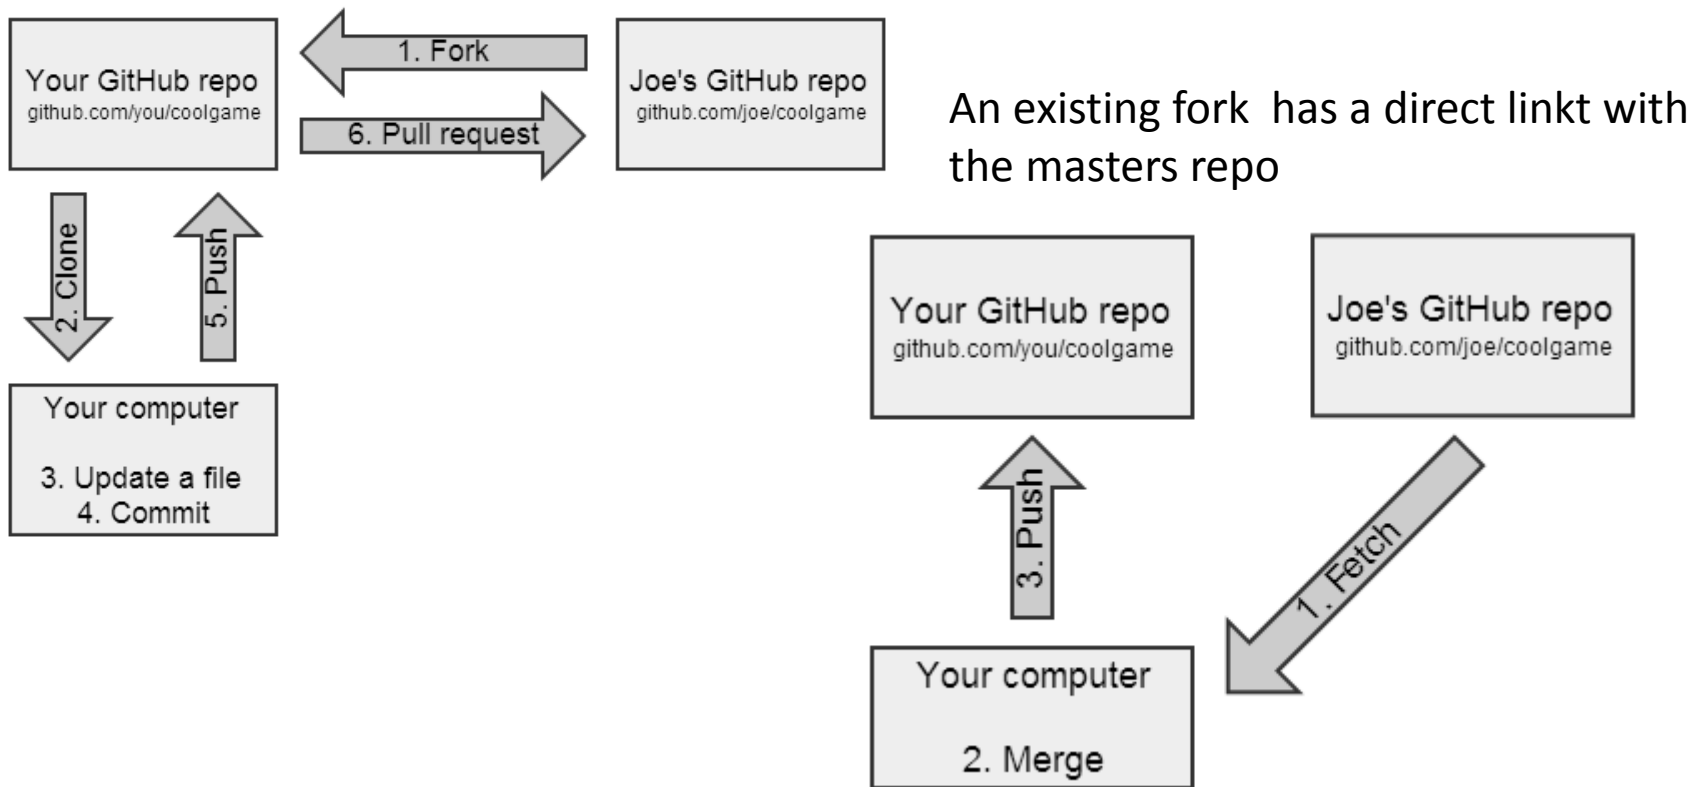 Your GitHub repo
github.com/you/coolgame
1. Fork
6. Pull request
Joe's GitHub repo
github.com/joe/coolgame
2. Clone
5. Push
Your computer
3. Update a file
4. Commit
An existing fork  has a direct linkt with
the masters repo
Your GitHub repo
github.com/you/coolgame
Joe's GitHub repo
github.com/joe/coolgame
3. Push
1. Fetch
Your computer
2. Merge